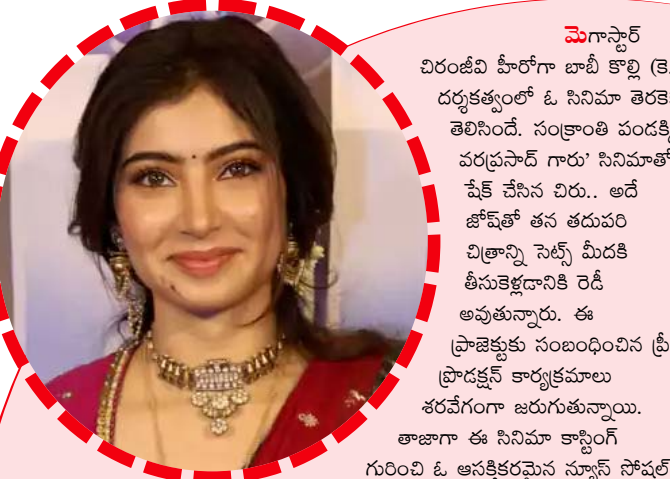 మెగాస్టార్
చిరంజీవి హీరోగా బాబీ కొల్లి (కె.
దర్శకత్వంలో ఓ సినిమా తెరకె
తెలిసిందే. సంక్రాంతి పండక్కి
వరప్రసాద్ గారు’ సినిమాతో
షేక్ చేసిన చిరు.. అదే
జోష్‌తో తన తదుపరి
చిత్రాన్ని సెట్స్ మీదకి
తీసుకెళ్లడానికి రెడీ
అవుతున్నారు. ఈ
ప్రాజెక్టుకు సంబంధించిన ప్రీ
ప్రొడక్షన్ కార్యక్రమాలు
శరవేగంగా జరుగుతున్నాయి.
తాజాగా ఈ సినిమా కాస్టింగ్
గురించి ఓ ఆసక్తికరమైన న్యూస్ సోషల్